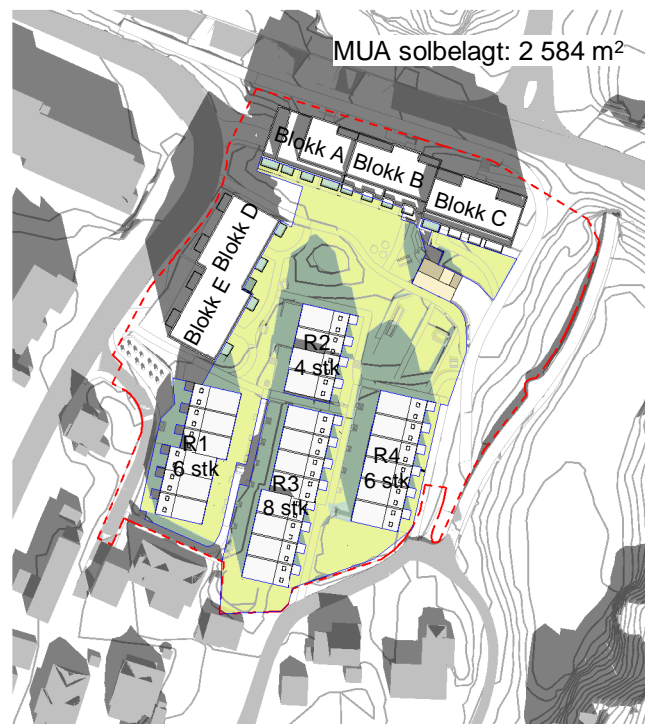 MUA solbelagt: 2 584 m²
Blokk A
Blokk B
Blokk C
Blokk D
Blokk E
R2
4 stk
R1
6 stk
R3
8 stk
R4
6 stk